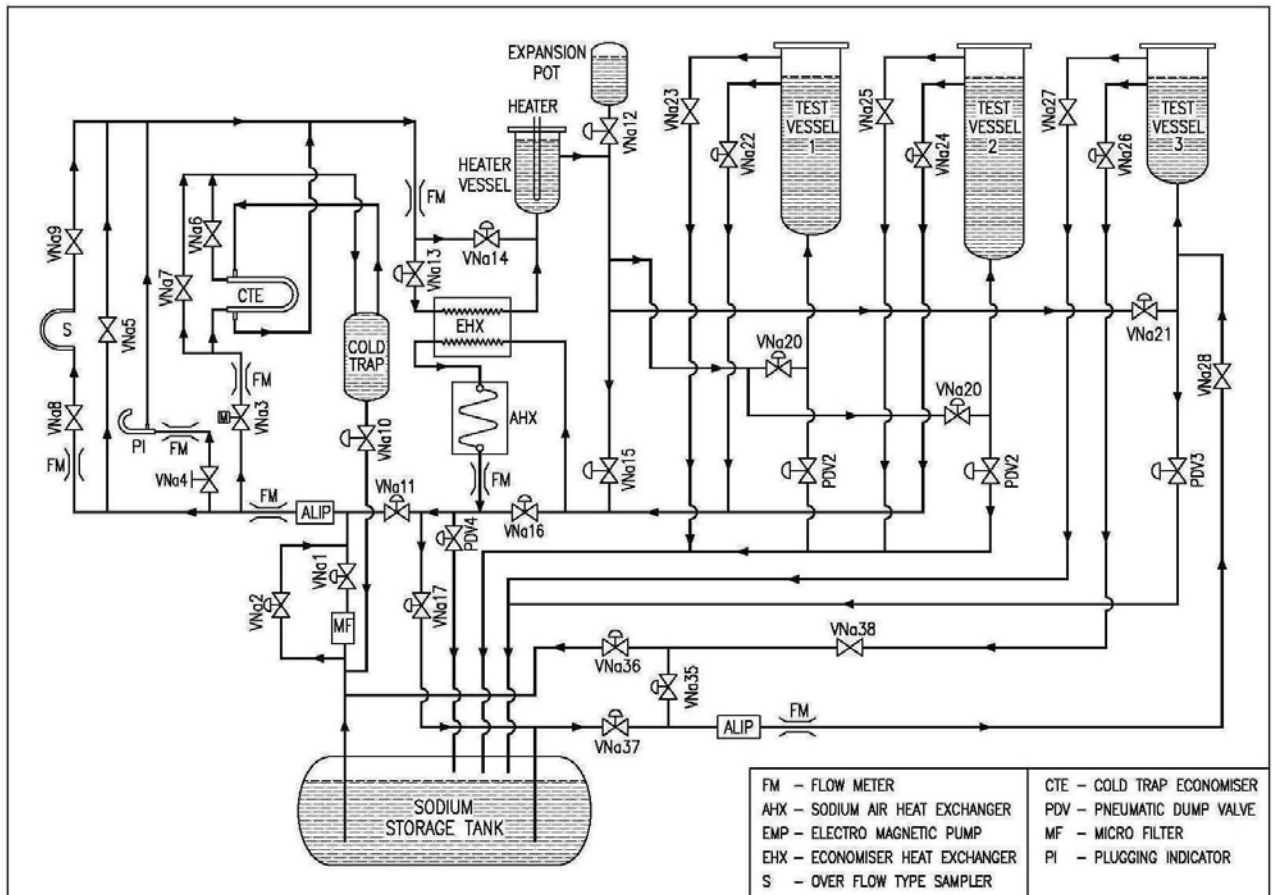 EXPANSION
POT
HEATER
HEATER
VESSEL
VNa12
TEST
VESSEL
1
TEST
VESSEL
2
TEST
VESSEL
3
VNa23
VNa22
VNa25
VNa24
VNa27
VNa26
FM
VNa9
VNa7
VNa6
VNa13
VNa14
CTE
S
VNa5
EHX
COLD
TRAP
VNa20
VNa21
VNa20
VNa28
VNa8
FM
PI
FM
FM
M
VNa3
VNa4
VNa10
AHX
FM
VNa15
PDV2
PDV2
PDV3
FM
ALIP
VNa11
VNa16
PDV4
VNa1
VNa2
MF
VNa17
VNa36
VNa38
VNa35
VNa37
ALIP
FM
SODIUM
STORAGE TANK
FM – FLOW METER
AHX – SODIUM AIR HEAT EXCHANGER
EMP – ELECTRO MAGNETIC PUMP
EHX – ECONOMISER HEAT EXCHANGER
S – OVER FLOW TYPE SAMPLER
CTE – COLD TRAP ECONOMISER
PDV – PNEUMATIC DUMP VALVE
MF – MICRO FILTER
PI – PLUGGING INDICATOR